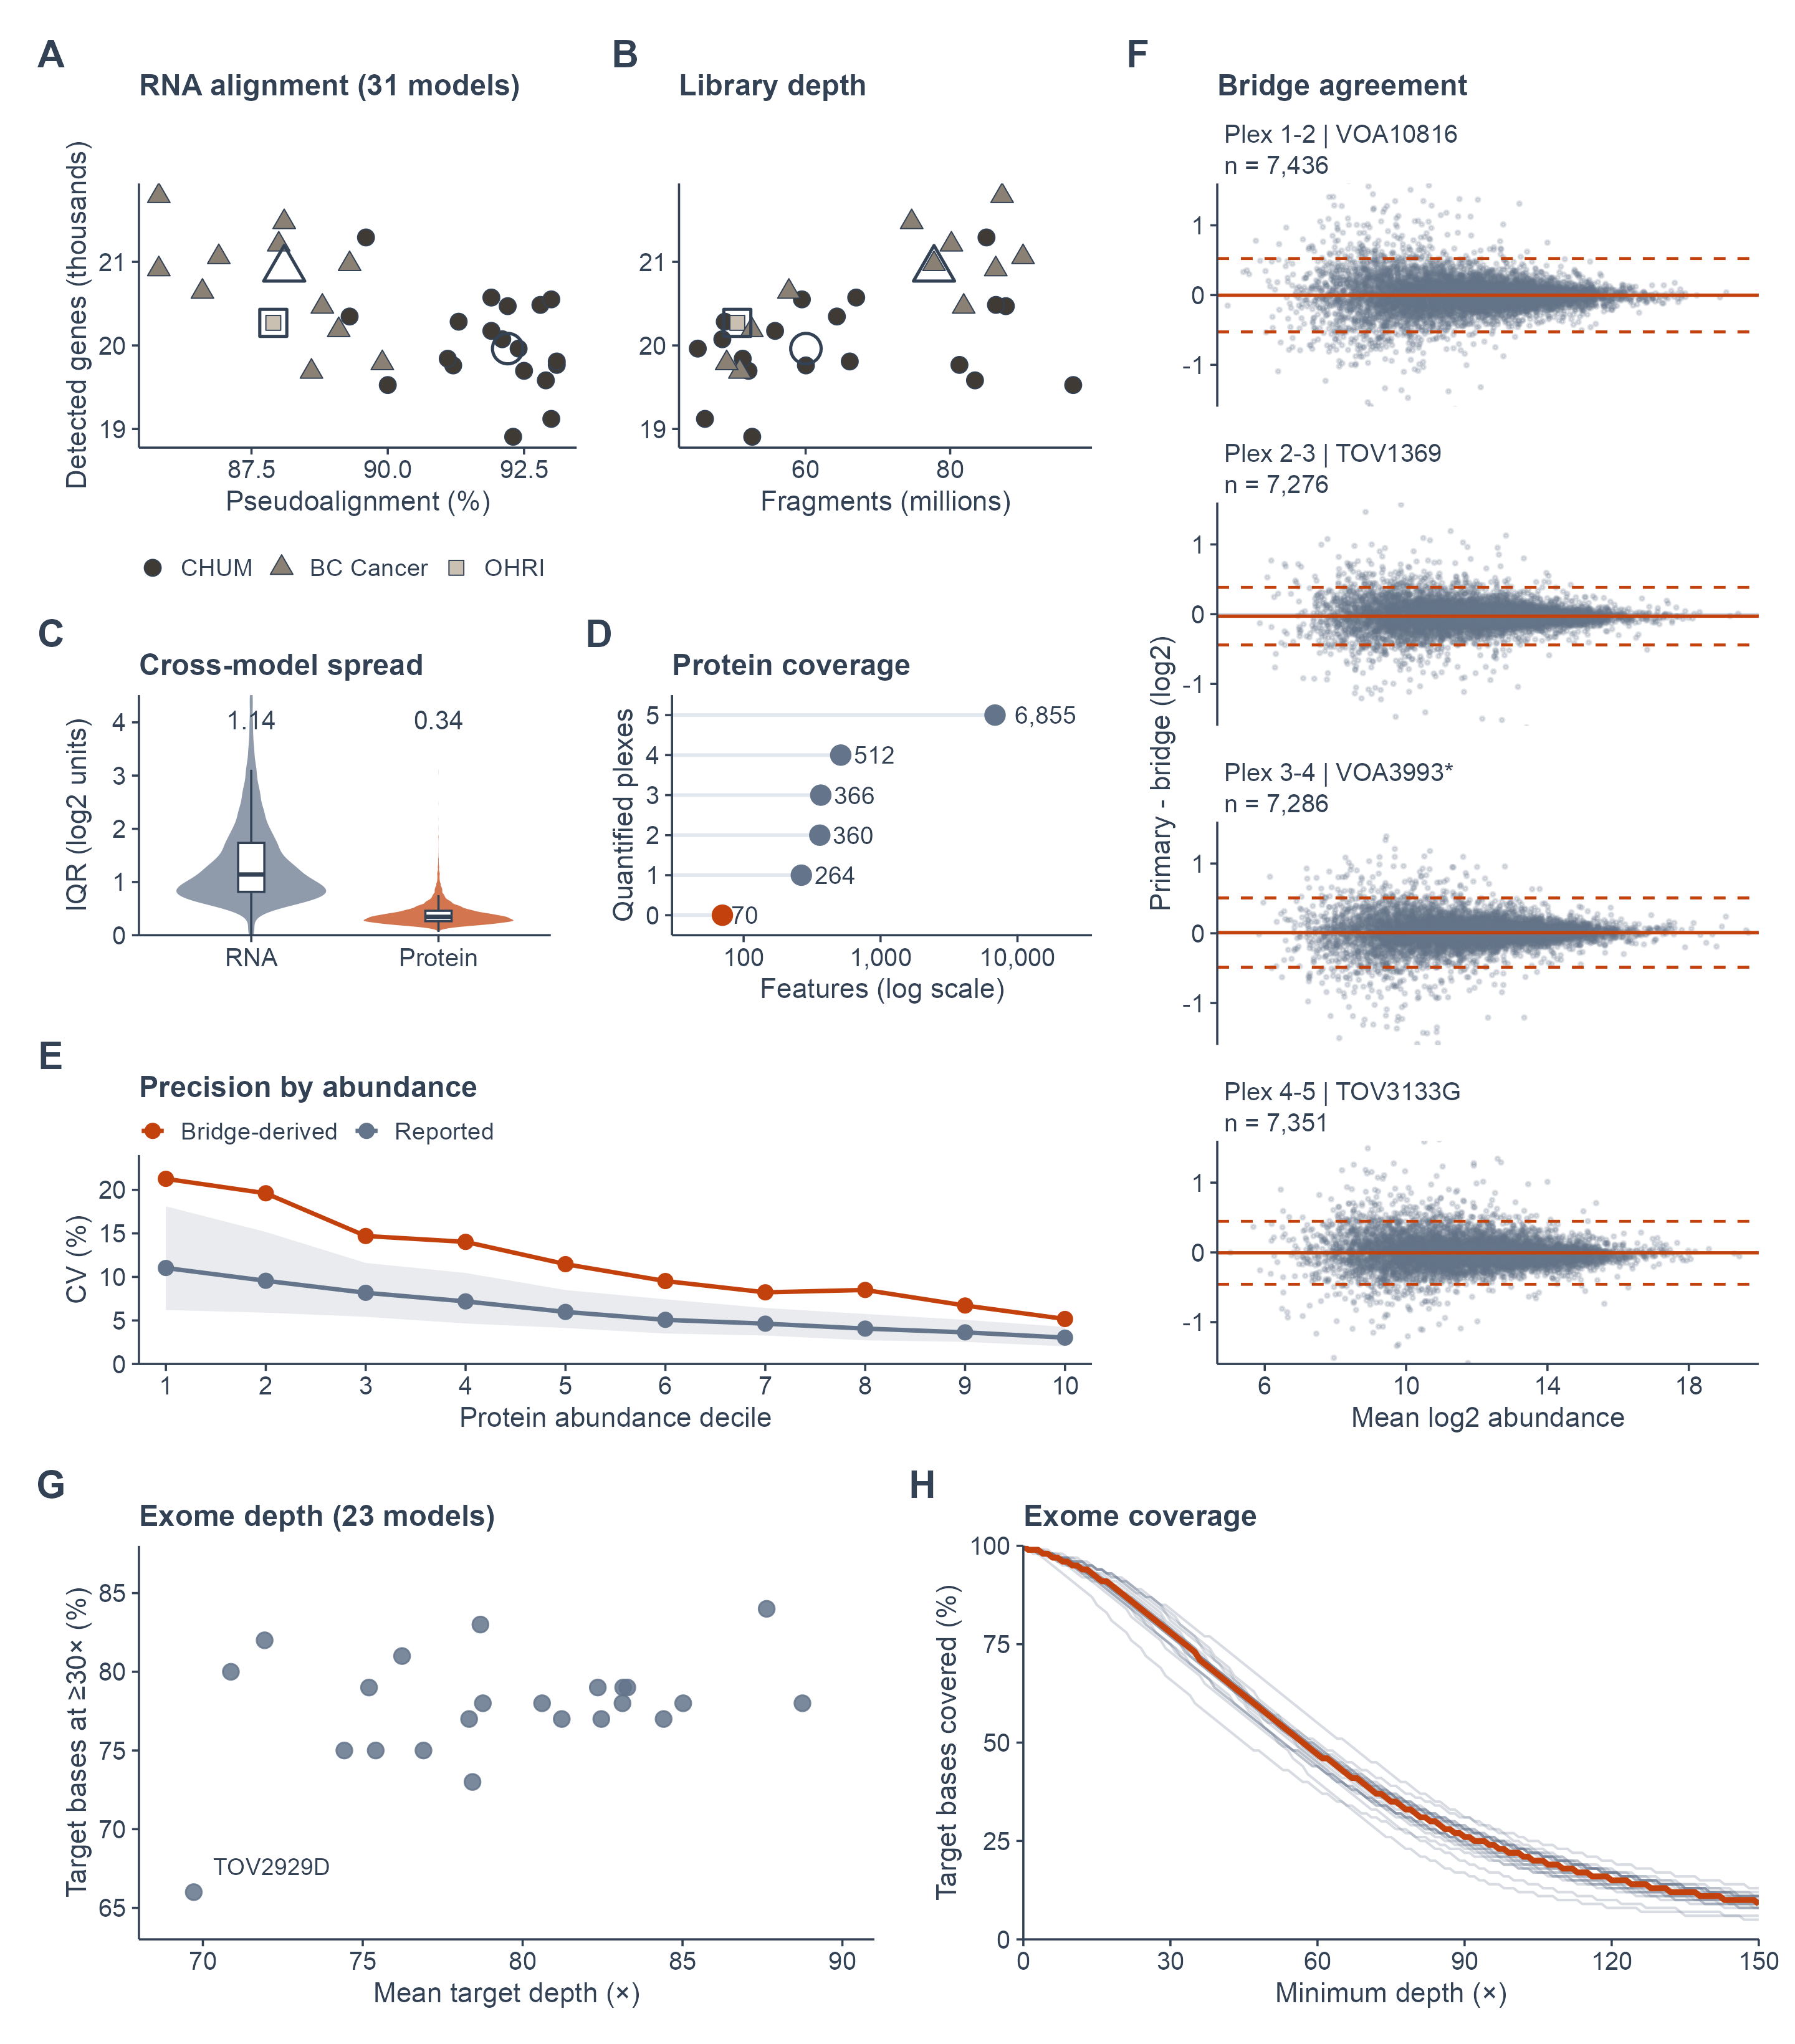 A
RNA alignment (31 models)
Detected genes (thousands)
21
20
19
87.5
90.0
92.5
Pseudoalignment (%)
CHUM
BC Cancer
OHRI
B
Library depth
21
20
19
60
80
Fragments (millions)
C
Cross-model spread
IQR (log2 units)
4
3
2
1
0
1.14
0.34
RNA
Protein
D
Protein coverage
Quantified plexes
5
4
3
2
1
0
6,855
512
366
360
264
70
100
1,000
10,000
Features (log scale)
E
Precision by abundance
Bridge-derived
Reported
CV (%)
20
15
10
5
0
1
2
3
4
5
6
7
8
9
10
Protein abundance decile
F
Bridge agreement
Primary - bridge (log2)
Plex 1-2 | VOA10816
n = 7,436
1
0
-1
Plex 2-3 | TOV1369
n = 7,276
1
0
-1
Plex 3-4 | VOA3993*
n = 7,286
1
0
-1
Plex 4-5 | TOV3133G
n = 7,351
1
0
-1
6
10
14
18
Mean log2 abundance
G
Exome depth (23 models)
Target bases at ≥30× (%)
85
80
75
70
65
TOV2929D
70
75
80
85
90
Mean target depth (×)
H
Exome coverage
Target bases covered (%)
100
75
50
25
0
0
30
60
90
120
150
Minimum depth (×)